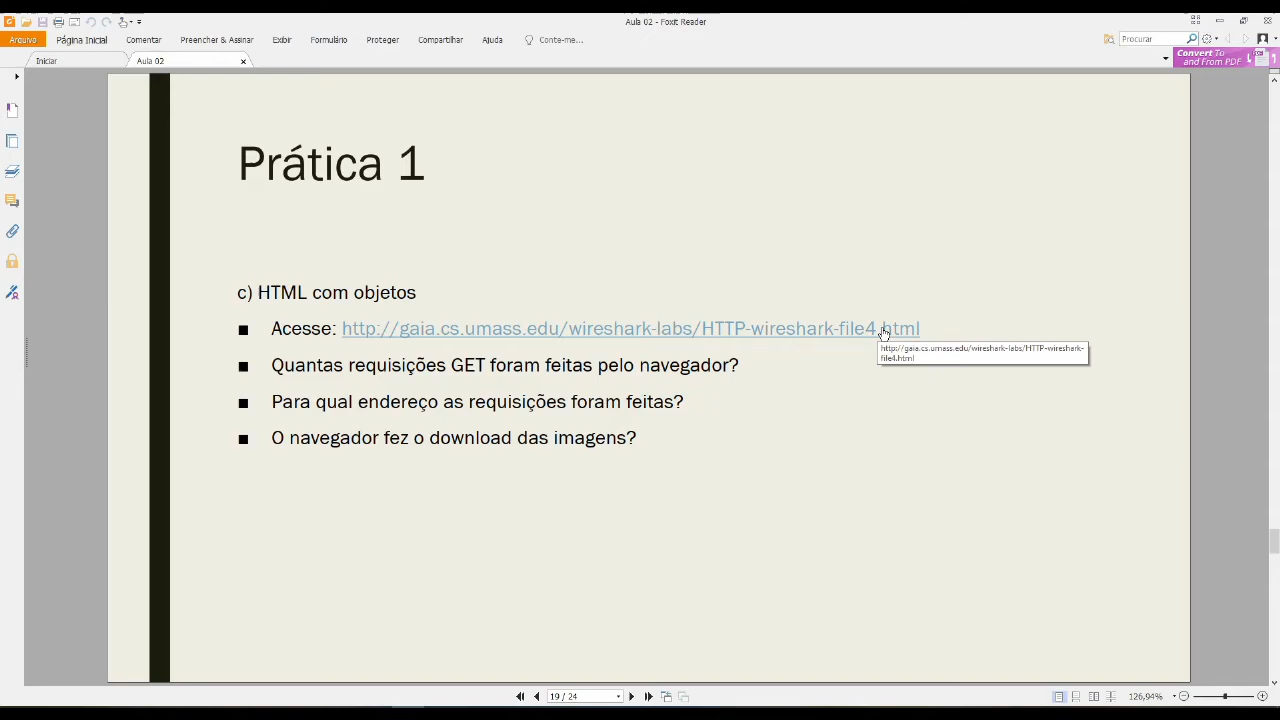 Aula 02 - Foxit Reader
Arquivo Página Inicial Comentar Preencher & Assinar Exibir Formulário Proteger Compartilhar Ajuda Conte-me... Procurar
Iniciar Aula 02 Convert To
and From PDF
Prática 1
c) HTML com objetos
■ Acesse: http://gaia.cs.umass.edu/wireshark-labs/HTTP-wireshark-file4.html
http://gaia.cs.umass.edu/wireshark-labs/HTTP-wireshark-
file4.html
■ Quantas requisições GET foram feitas pelo navegador?
■ Para qual endereço as requisições foram feitas?
■ O navegador fez o download das imagens?
19 / 24 126,94%